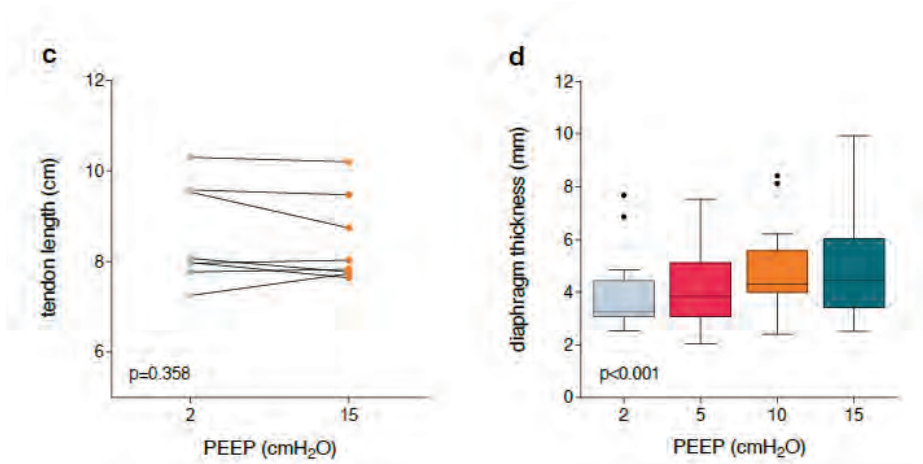 c
12
10
8
6
tendon length (cm)
p=0.358
2 15
PEEP (cmH₂O)
d
12
10
8
6
4
2
0
diaphragm thickness (mm)
p<0.001
2 5 10 15
PEEP (cmH₂O)